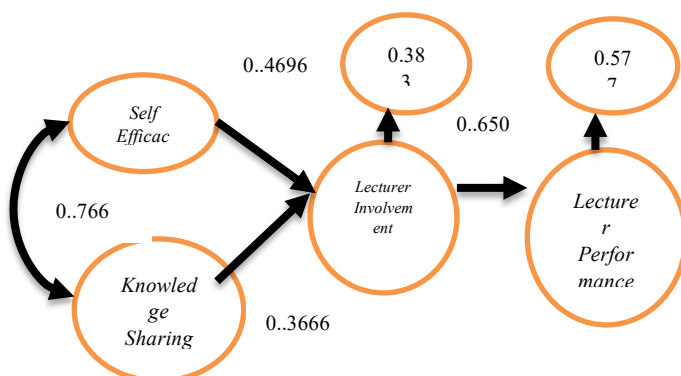 0..4696
0.38
3
0.57
7
0..650
Self
Efficac
Lecturer
Involvem
ent
Lecture
r
Perfor
mance
0..766
Knowled
ge
Sharing
0..3666